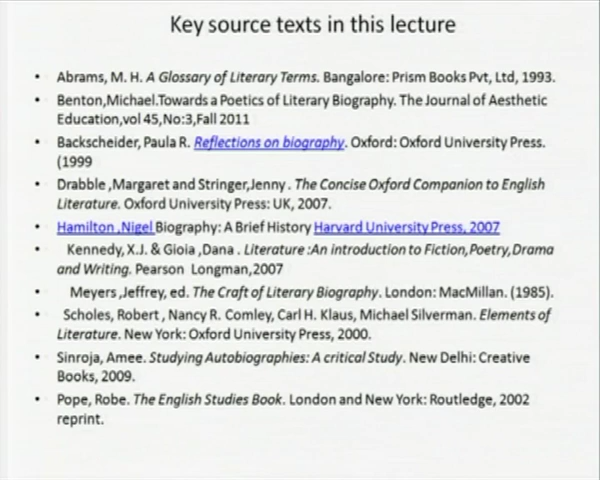 Key source texts in this lecture
• Abrams, M. H. A Glossary of Literary Terms. Bangalore: Prism Books Pvt, Ltd, 1993.
• Benton,Michael.Towards a Poetics of Literary Biography. The Journal of Aesthetic
Education,vol 45,No:3,Fall 2011
• Backscheider, Paula R. Reflections on biography. Oxford: Oxford University Press.
(1999
• Drabble ,Margaret and Stringer,Jenny . The Concise Oxford Companion to English
Literature. Oxford University Press: UK, 2007.
• Hamilton ,Nigel Biography: A Brief History Harvard University Press, 2007
• Kennedy, X.J. & Gioia ,Dana . Literature :An introduction to Fiction,Poetry,Drama
and Writing. Pearson Longman,2007
• Meyers ,Jeffrey, ed. The Craft of Literary Biography. London: MacMillan. (1985).
• Scholes, Robert , Nancy R. Comley, Carl H. Klaus, Michael Silverman. Elements of
Literature. New York: Oxford University Press, 2000.
• Sinroja, Amee. Studying Autobiographies: A critical Study. New Delhi: Creative
Books, 2009.
• Pope, Robe. The English Studies Book. London and New York: Routledge, 2002
reprint.